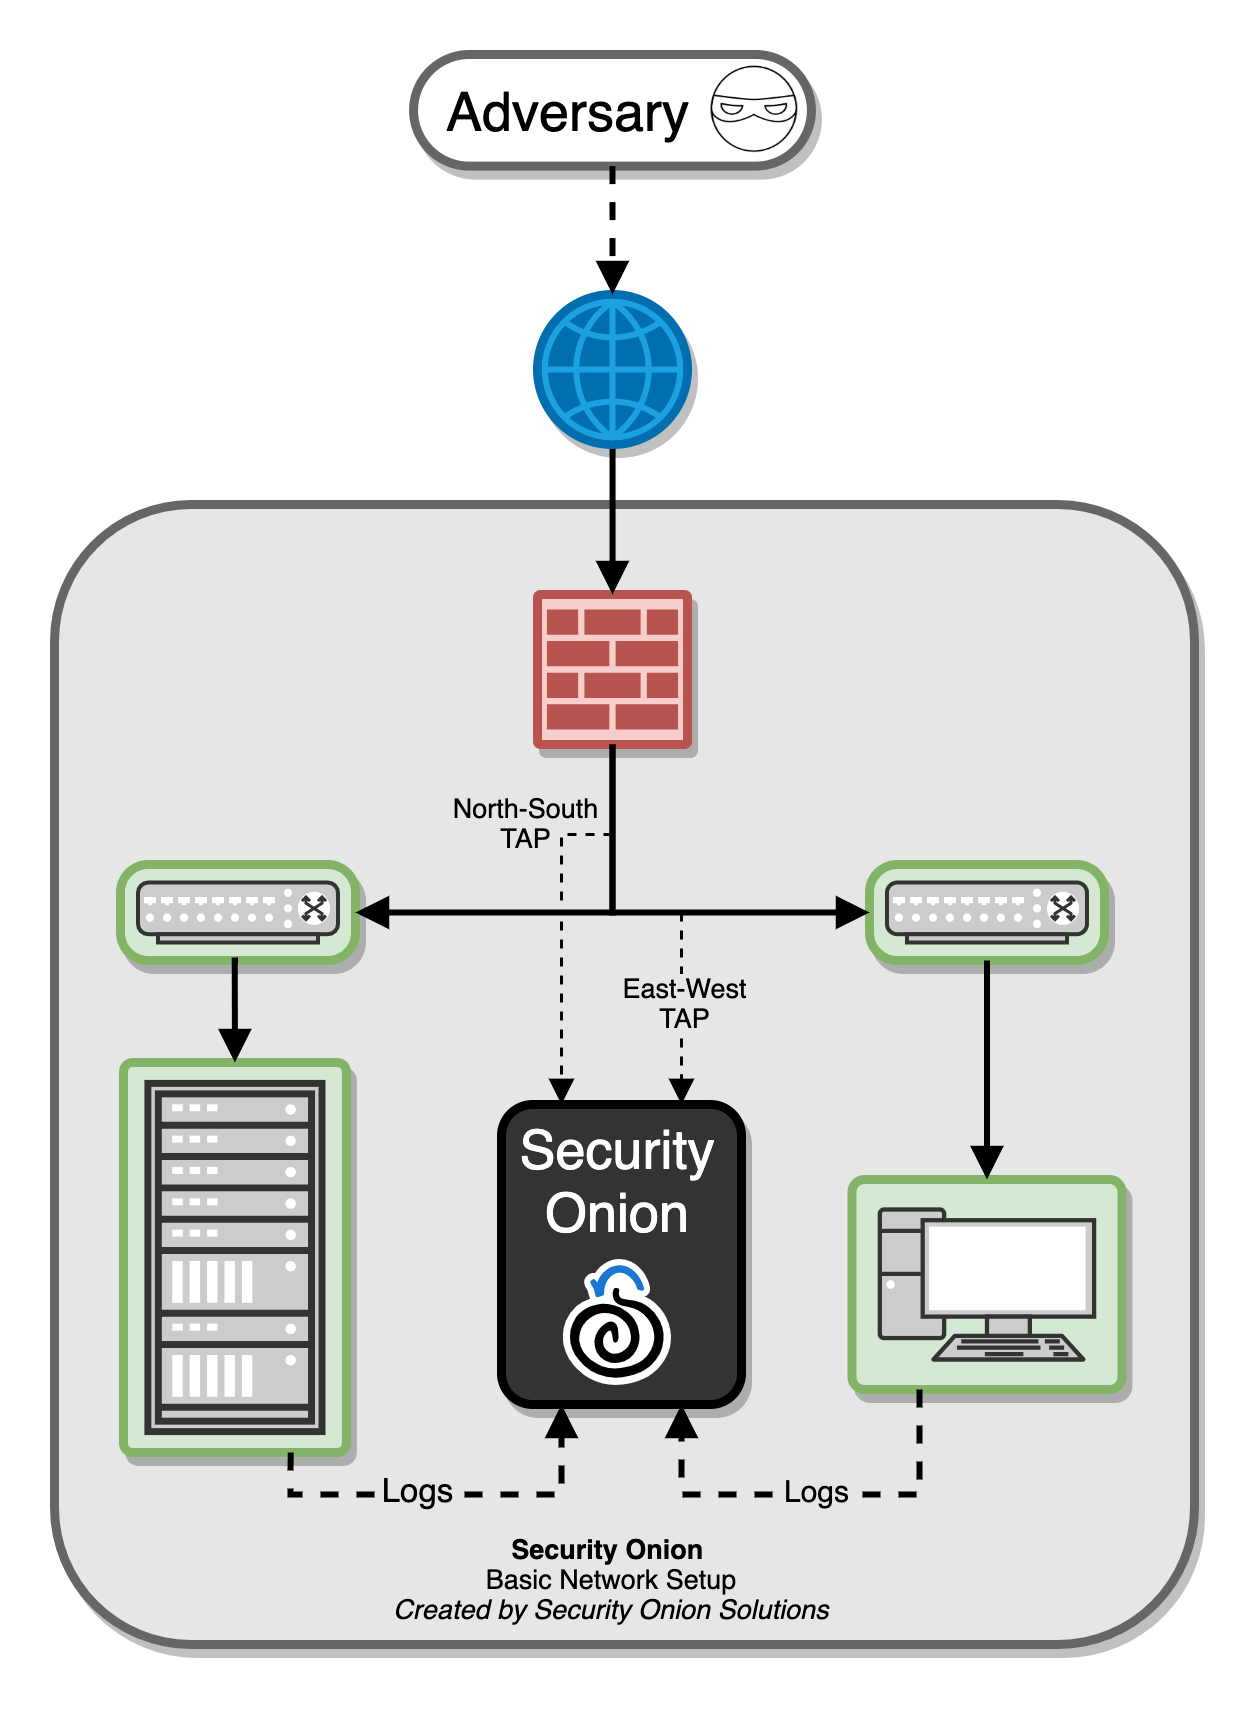 Adversary
North-South
TAP
East-West
TAP
Security
Onion
Logs
Logs
Security Onion
Basic Network Setup
Created by Security Onion Solutions